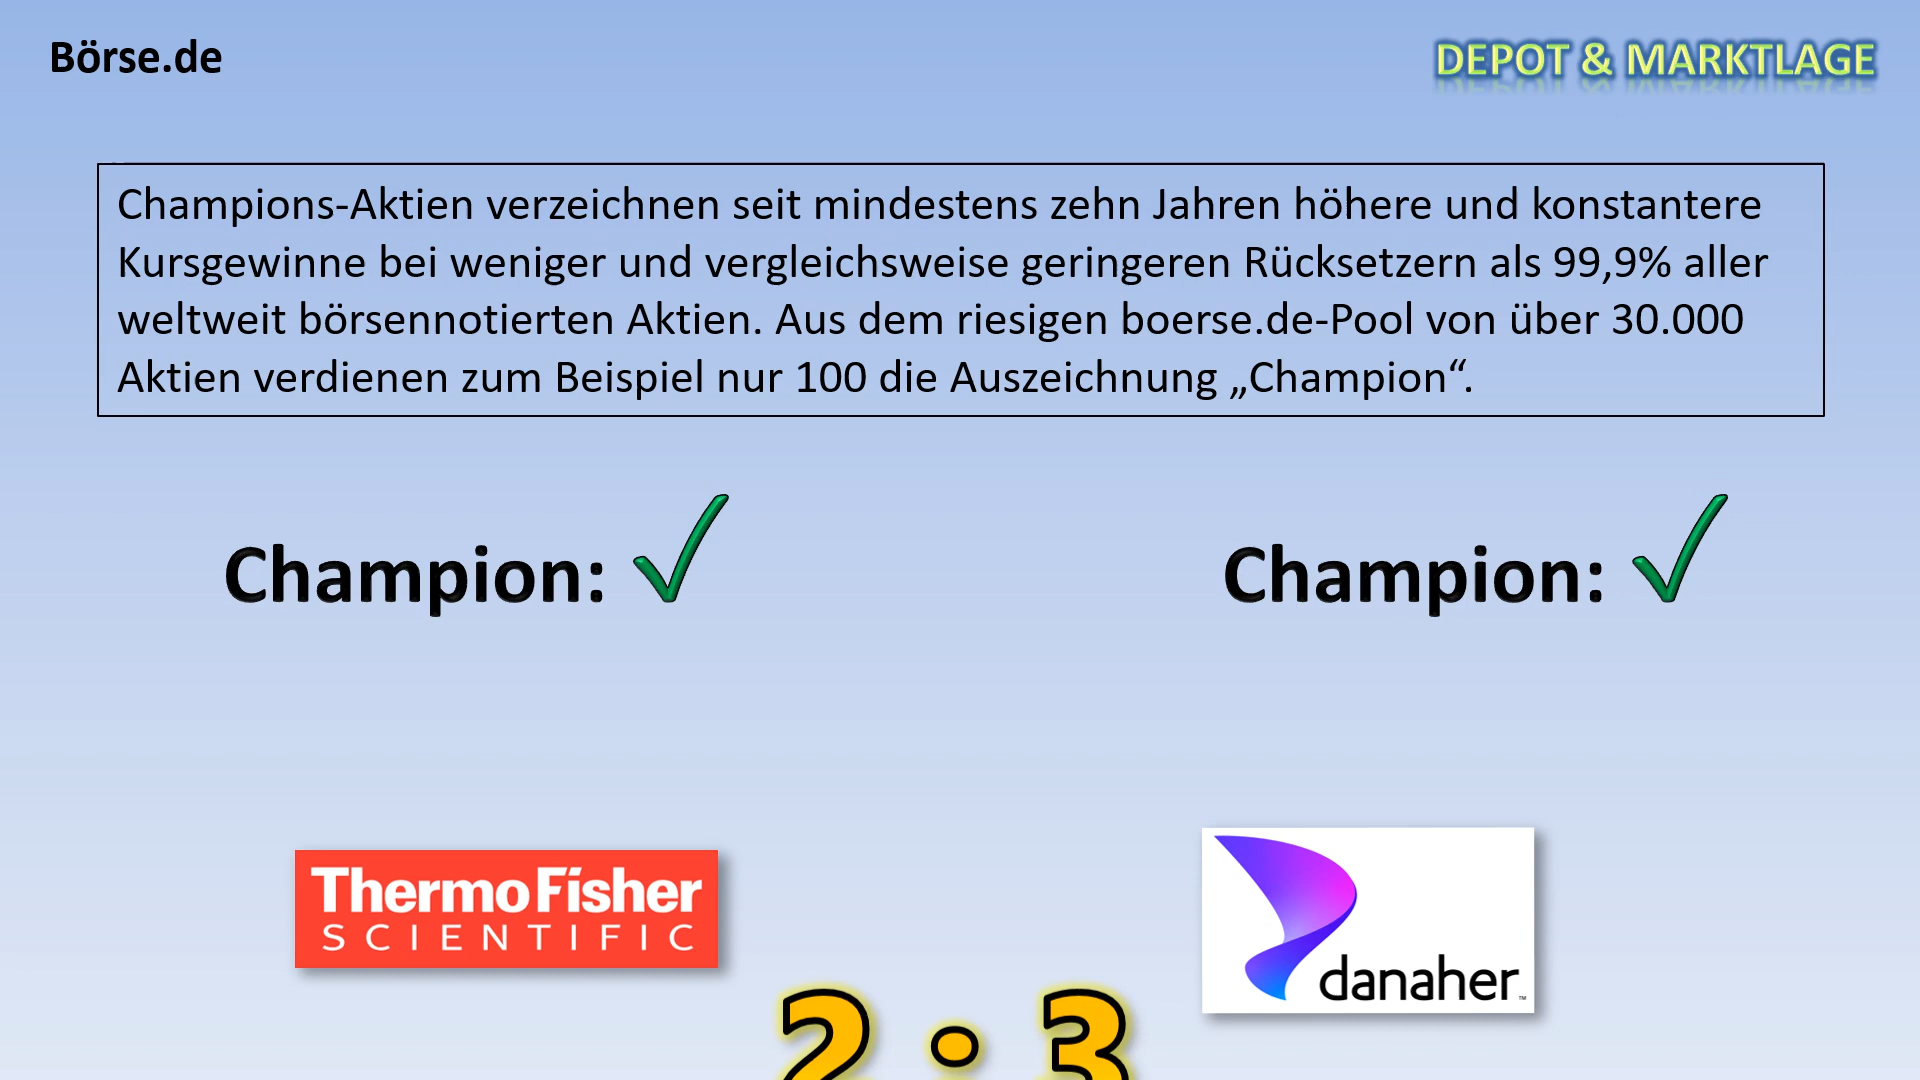 Börse.de
DEPOT & MARKTLAGE
Champions-Aktien verzeichnen seit mindestens zehn Jahren höhere und konstantere
Kursgewinne bei weniger und vergleichsweise geringeren Rücksetzern als 99,9% aller
weltweit börsennotierten Aktien. Aus dem riesigen boerse.de-Pool von über 30.000
Aktien verdienen zum Beispiel nur 100 die Auszeichnung „Champion“.
Champion: ✓
Champion: ✓
ThermoFisher
SCIENTIFIC
danaher™
2 : 3